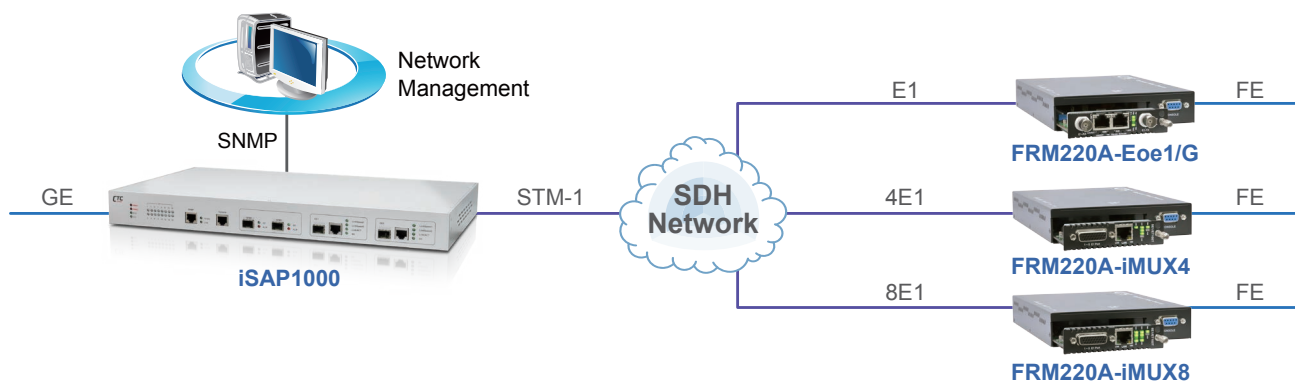 Network
Management
SNMP
GE
CTC
iSAP1000
STM-1
SDH
Network
E1
FE
FRM220A-Eoe1/G
4E1
FE
FRM220A-iMUX4
8E1
FE
FRM220A-iMUX8